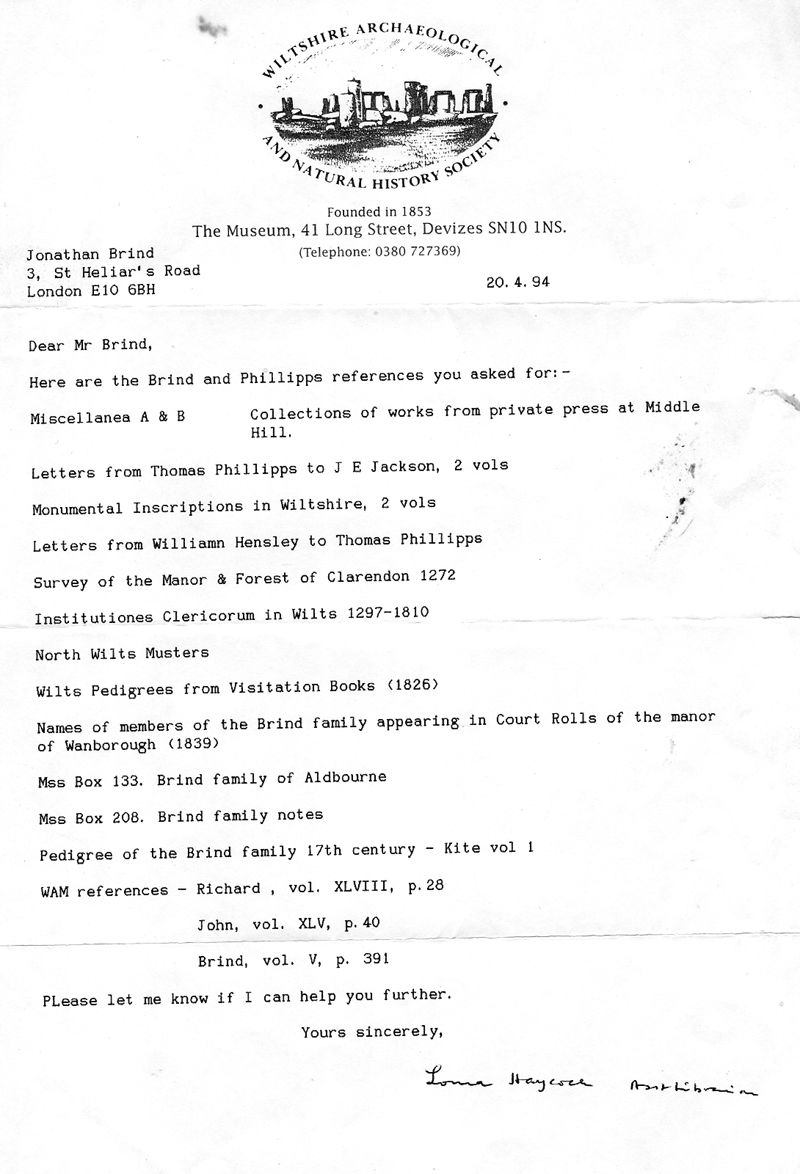 WILTSHIRE ARCHAEOLOGICAL
AND NATURAL HISTORY SOCIETY
Founded in 1853
The Museum, 41 Long Street, Devizes SN10 1NS.
(Telephone: 0380 727369)
Jonathan Brind
3, St Heliar's Road
London E10 6BH
20. 4. 94
Dear Mr Brind,
Here are the Brind and Phillipps references you asked for:-
Miscellanea A & B Collections of works from private press at Middle
Hill.
Letters from Thomas Phillipps to J E Jackson, 2 vols
Monumental Inscriptions in Wiltshire, 2 vols
Letters from Williamn Hensley to Thomas Phillipps
Survey of the Manor & Forest of Clarendon 1272
Institutiones Clericorum in Wilts 1297-1810
North Wilts Musters
Wilts Pedigrees from Visitation Books (1826)
Names of members of the Brind family appearing in Court Rolls of the manor
of Wanborough (1839)
Mss Box 133. Brind family of Aldbourne
Mss Box 208. Brind family notes
Pedigree of the Brind family 17th century - Kite vol 1
WAM references - Richard , vol. XLVIII, p.28
John, vol. XLV, p.40
Brind, vol. V, p. 391
PLease let me know if I can help you further.
Yours sincerely,
Lorna Haycock Asst Librarian